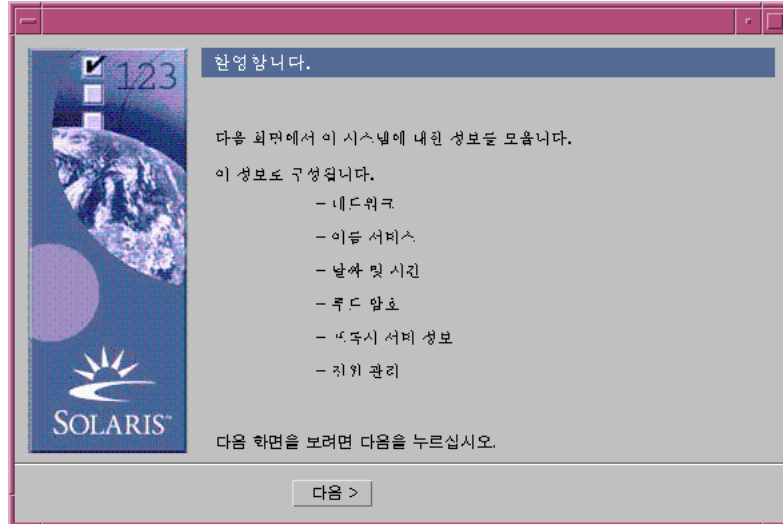 123
환영합니다.
다음 화면에서 이 시스템에 대한 성보를 모읍니다.
이 성보로 구성됩니다.
– 네트워크
– 이름 서비스
– 날짜 및 시간
– 루트 암호
– 프록시 서버 정보
– 전원 관리
SOLARIS™
다음 화면을 보려면 다음을 누르십시오.
다음 >